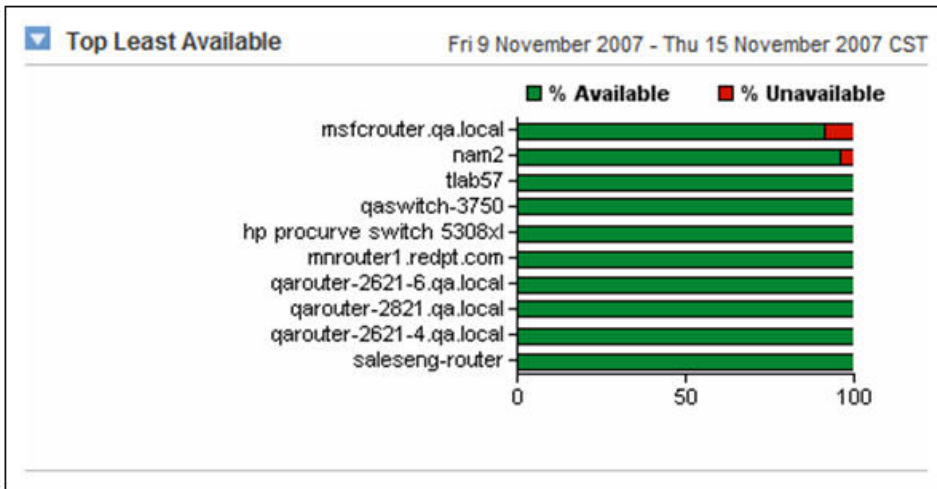 Top Least Available
Fri 9 November 2007 - Thu 15 November 2007 CST
% Available
% Unavailable
msfcrouter.qa.local
nam2
tlab57
qaswitch-3750
hp procurve switch 5308xl
mnrouter1.redpt.com
qarouter-2621-6.qa.local
qarouter-2821.qa.local
qarouter-2621-4.qa.local
saleseng-router
0 50 100